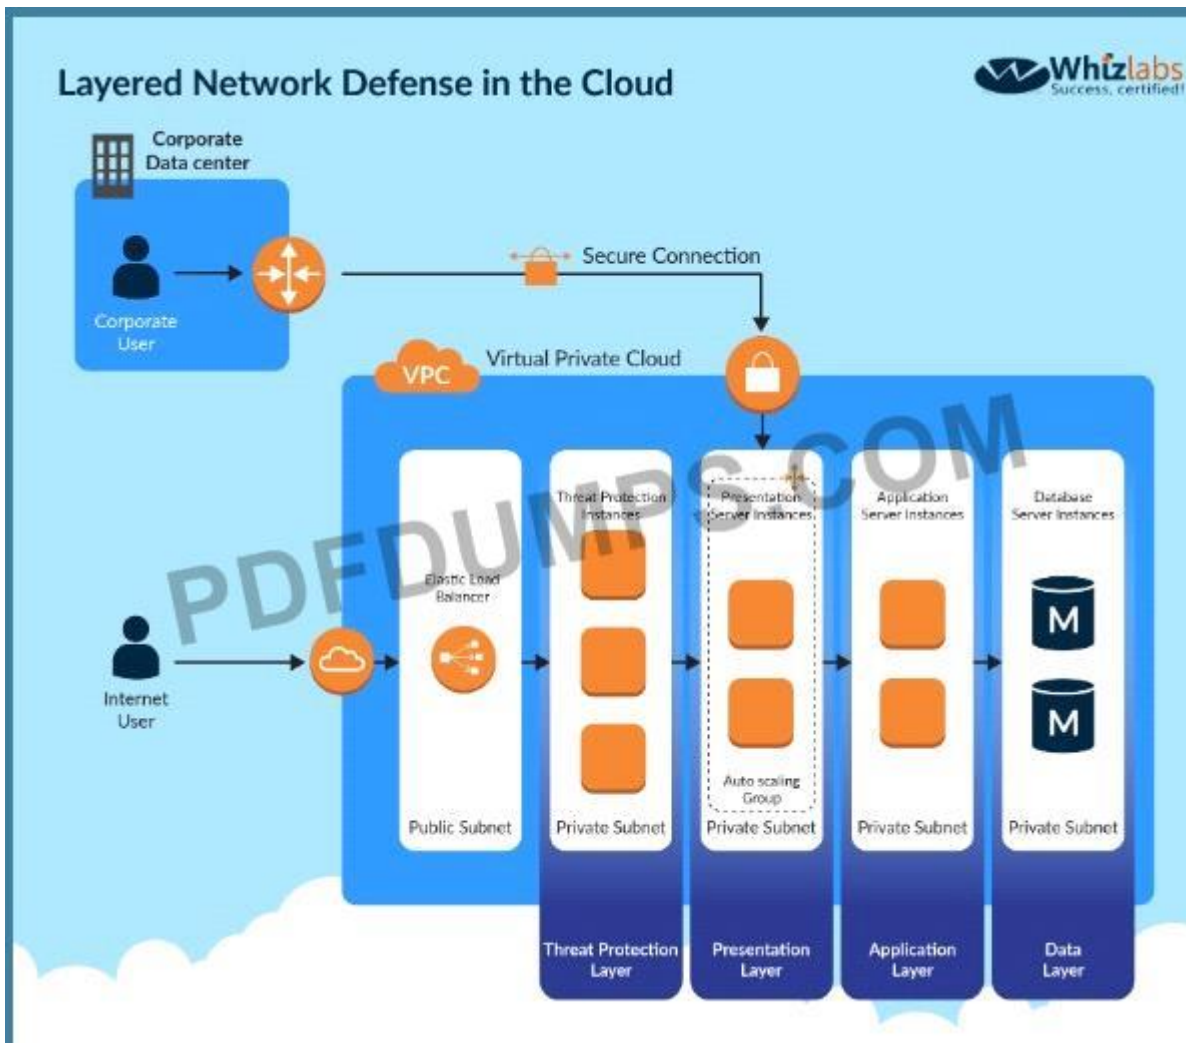 Layered Network Defense in the Cloud
Whizlabs
Success, certified!
Corporate
Data center
Secure Connection
Corporate
User
VPC
Virtual Private Cloud
PDFDUMPS.COM
Threat Protection
Instances
Presentation
Server Instances
Application
Server Instances
Database
Server Instances
Elastic Load
Balancer
M
M
Internet
User
Auto scaling
Group
Public Subnet
Private Subnet
Private Subnet
Private Subnet
Private Subnet
Threat Protection
Layer
Presentation
Layer
Application
Layer
Data
Layer